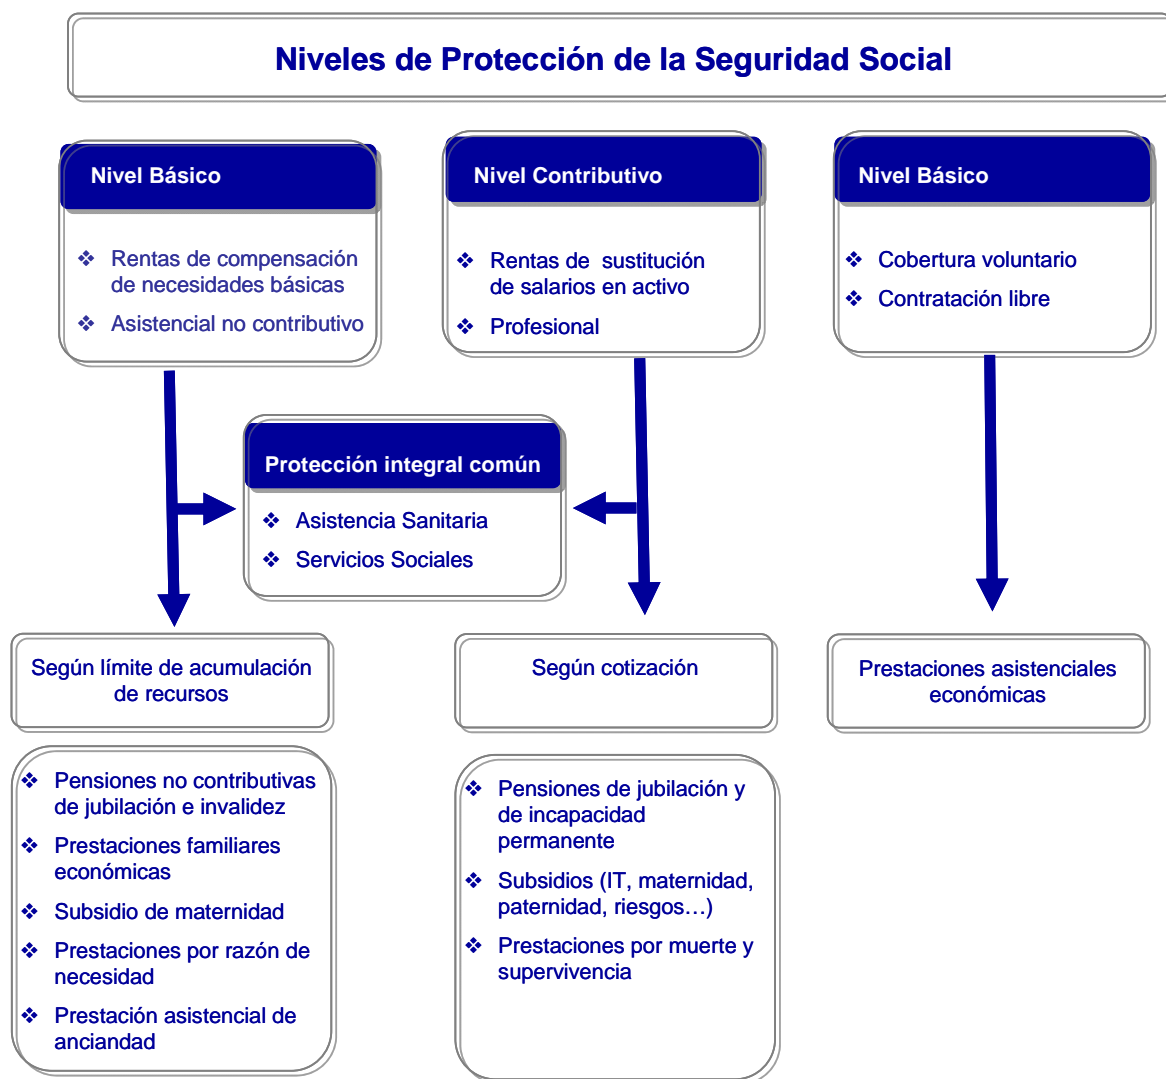 Niveles de Protección de la Seguridad Social
Nivel Básico
❖ Rentas de compensación
de necesidades básicas
❖ Asistencial no contributivo
Nivel Contributivo
❖ Rentas de sustitución
de salarios en activo
❖ Profesional
Nivel Básico
❖ Cobertura voluntario
❖ Contratación libre
Protección integral común
❖ Asistencia Sanitaria
❖ Servicios Sociales
Según límite de acumulación
de recursos
Según cotización
Prestaciones asistenciales
económicas
❖ Pensiones no contributivas
de jubilación e invalidez
❖ Prestaciones familiares
económicas
❖ Subsidio de maternidad
❖ Prestaciones por razón de
necesidad
❖ Prestación asistencial de
anciandad
❖ Pensiones de jubilación y
de incapacidad
permanente
❖ Subsidios (IT, maternidad,
paternidad, riesgos…)
❖ Prestaciones por muerte y
supervivencia